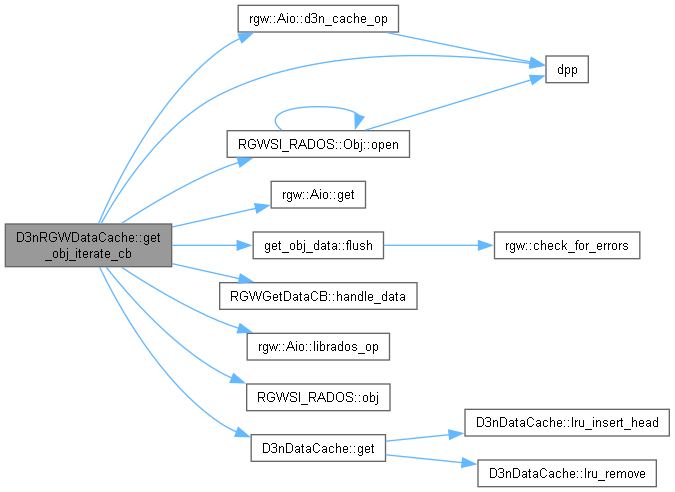 rgw::Aio::d3n_cache_op
dpp
RGWSI_RADOS::Obj::open
rgw::Aio::get
D3nRGWDataCache::get
_obj_iterate_cb
get_obj_data::flush
rgw::check_for_errors
RGWGetDataCB::handle_data
rgw::Aio::librados_op
RGWSI_RADOS::obj
D3nDataCache::get
D3nDataCache::lru_insert_head
D3nDataCache::lru_remove